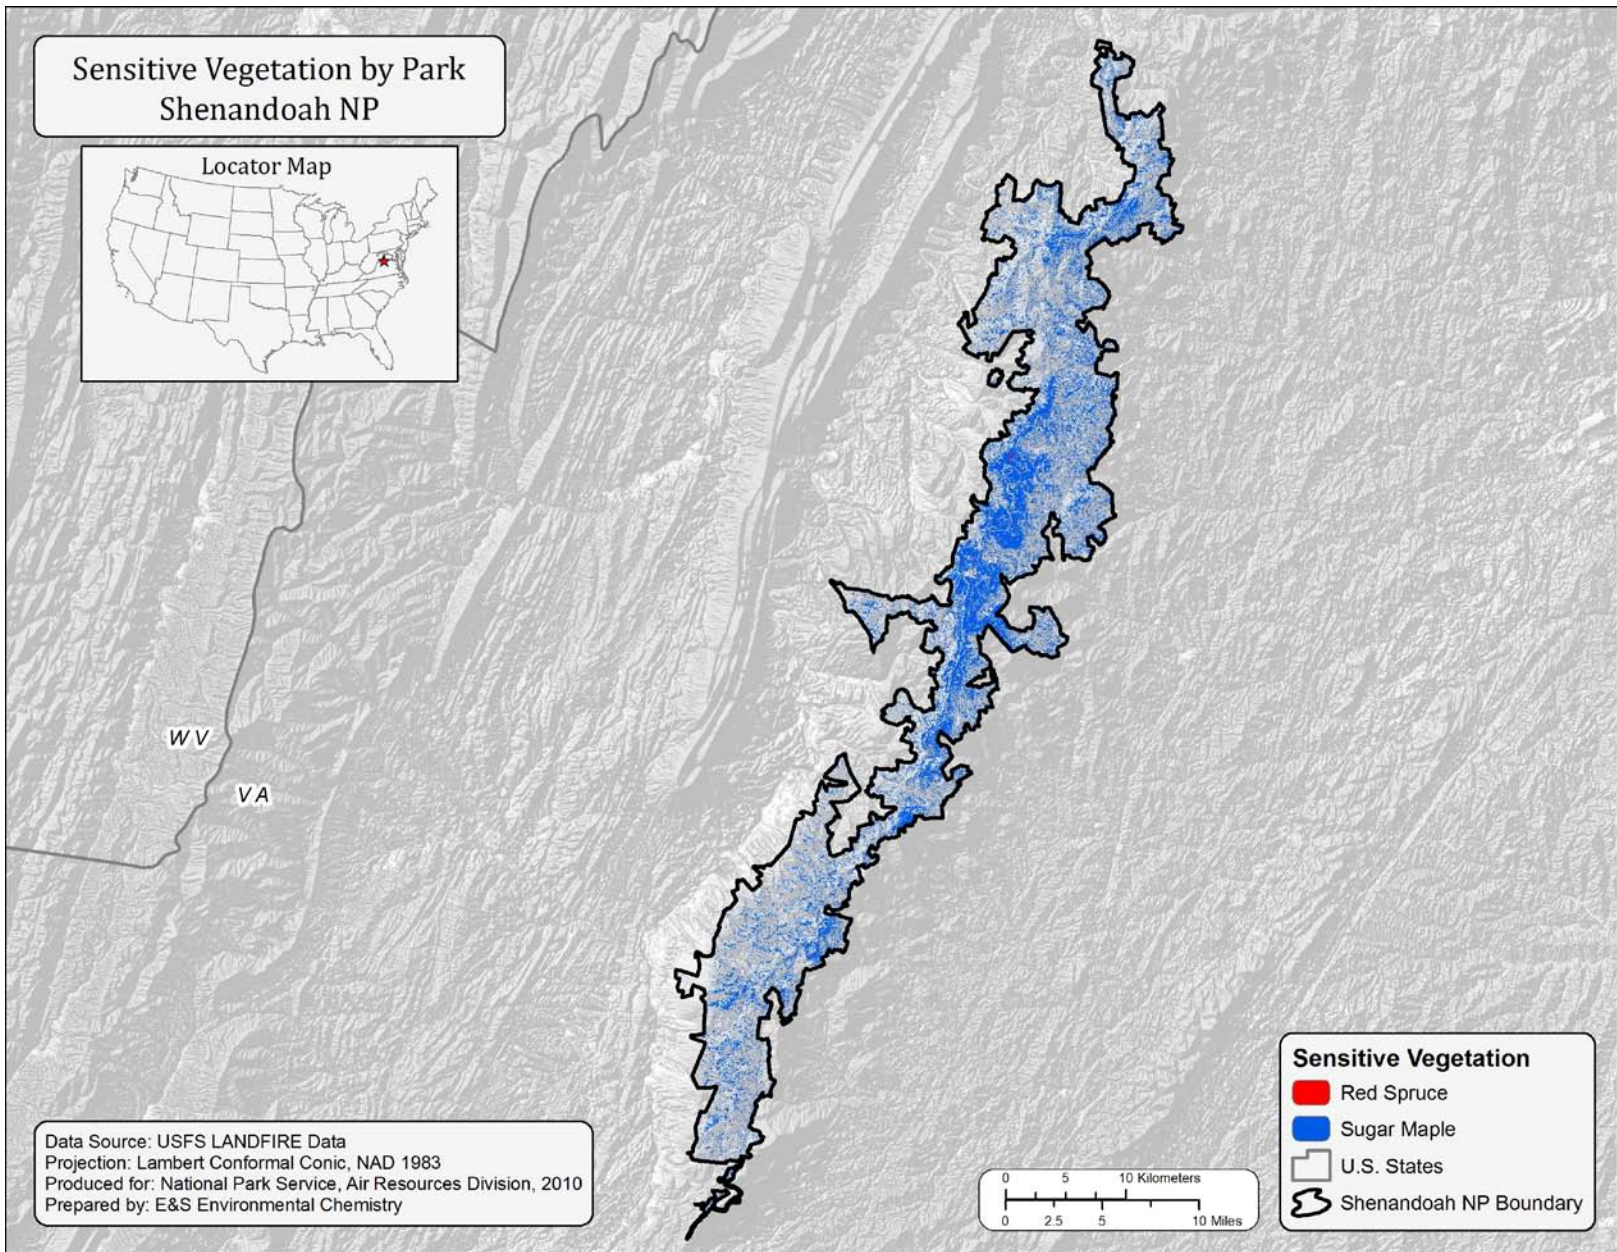 Sensitive Vegetation by Park
Shenandoah NP
Locator Map
WV
VA
Data Source: USFS LANDFIRE Data
Projection: Lambert Conformal Conic, NAD 1983
Produced for: National Park Service, Air Resources Division, 2010
Prepared by: E&S Environmental Chemistry
0 5 10 Kilometers
0 2.5 5 10 Miles
Sensitive Vegetation
Red Spruce
Sugar Maple
U.S. States
Shenandoah NP Boundary